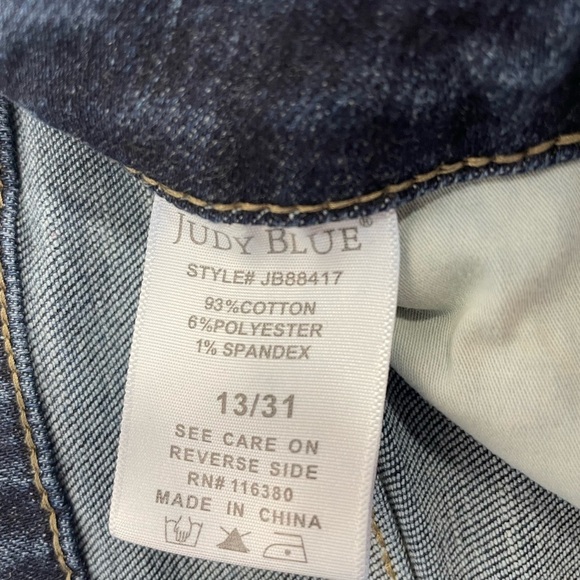 JUDY BLUE®
STYLE# JB88417
93%COTTON
6%POLYESTER
1% SPANDEX
13/31
SEE CARE ON
REVERSE SIDE
RN# 116380
MADE IN CHINA